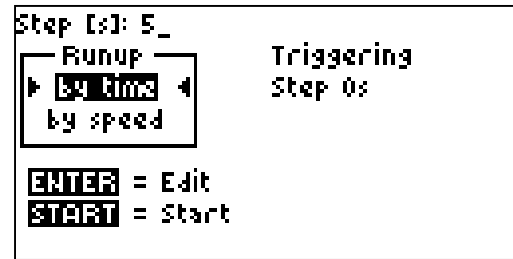 Step [s]: 5_
Runup
by time
by speed
Triggering
Step 0s
ENTER = Edit
START = Start